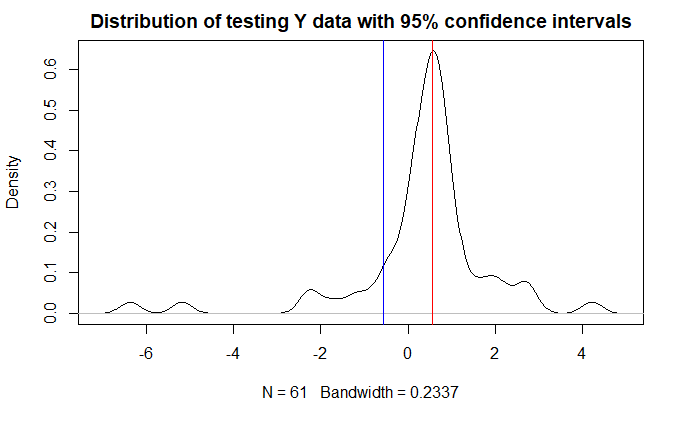 Distribution of testing Y data with 95% confidence intervals
Density
0.6
0.5
0.4
0.3
0.2
0.1
0.0
-6 -4 -2 0 2 4
N = 61 Bandwidth = 0.2337